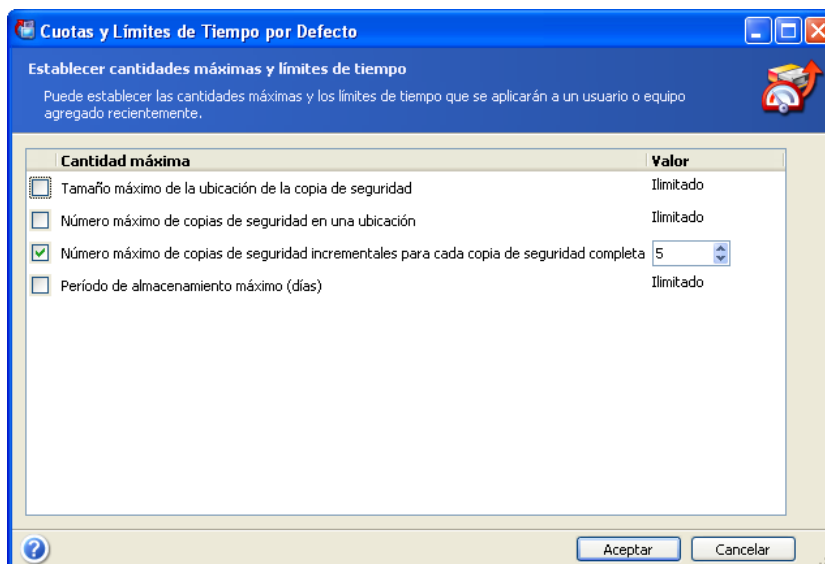 Cuotas y Límites de Tiempo por Defecto
Establecer cantidades máximas y límites de tiempo
Puede establecer las cantidades máximas y los límites de tiempo que se aplicarán a un usuario o equipo
agregado recientemente.
Cantidad máxima Valor
Tamaño máximo de la ubicación de la copia de seguridad Ilimitado
Número máximo de copias de seguridad en una ubicación Ilimitado
Número máximo de copias de seguridad incrementales para cada copia de seguridad completa 5
Período de almacenamiento máximo (días) Ilimitado
Aceptar Cancelar